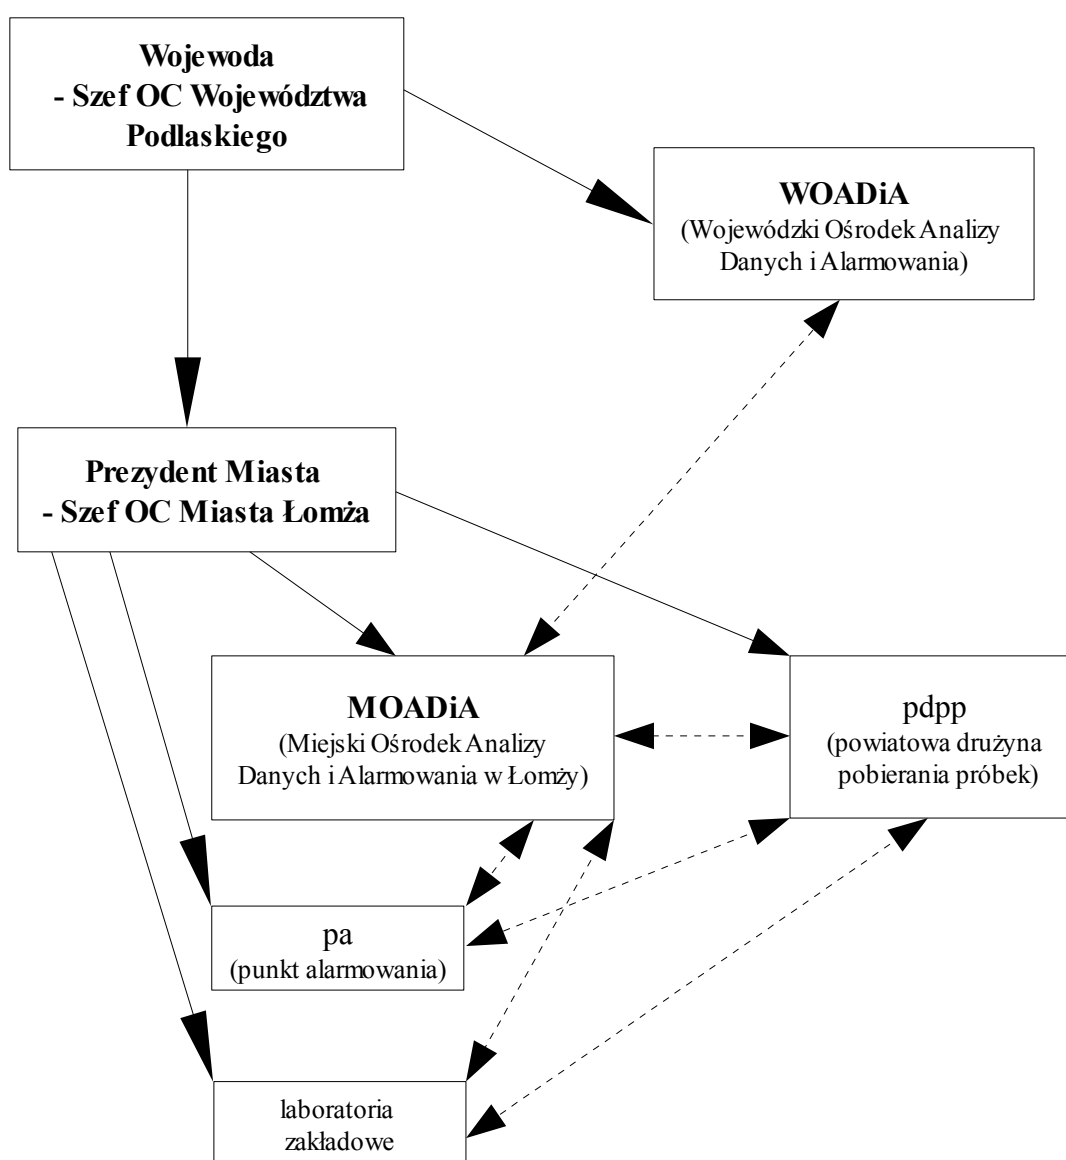 Wojewoda
- Szef OC Województwa
Podlaskiego
WOADiA
(Wojewódzki Ośrodek Analizy
Danych i Alarmowania)
Prezydent Miasta
- Szef OC Miasta Łomża
MOADiA
(Miejski Ośrodek Analizy
Danych i Alarmowania w Łomży)
pdpp
(powiatowa drużyna
pobierania próbek)
pa
(punkt alarmowania)
laboratoria
zakładowe